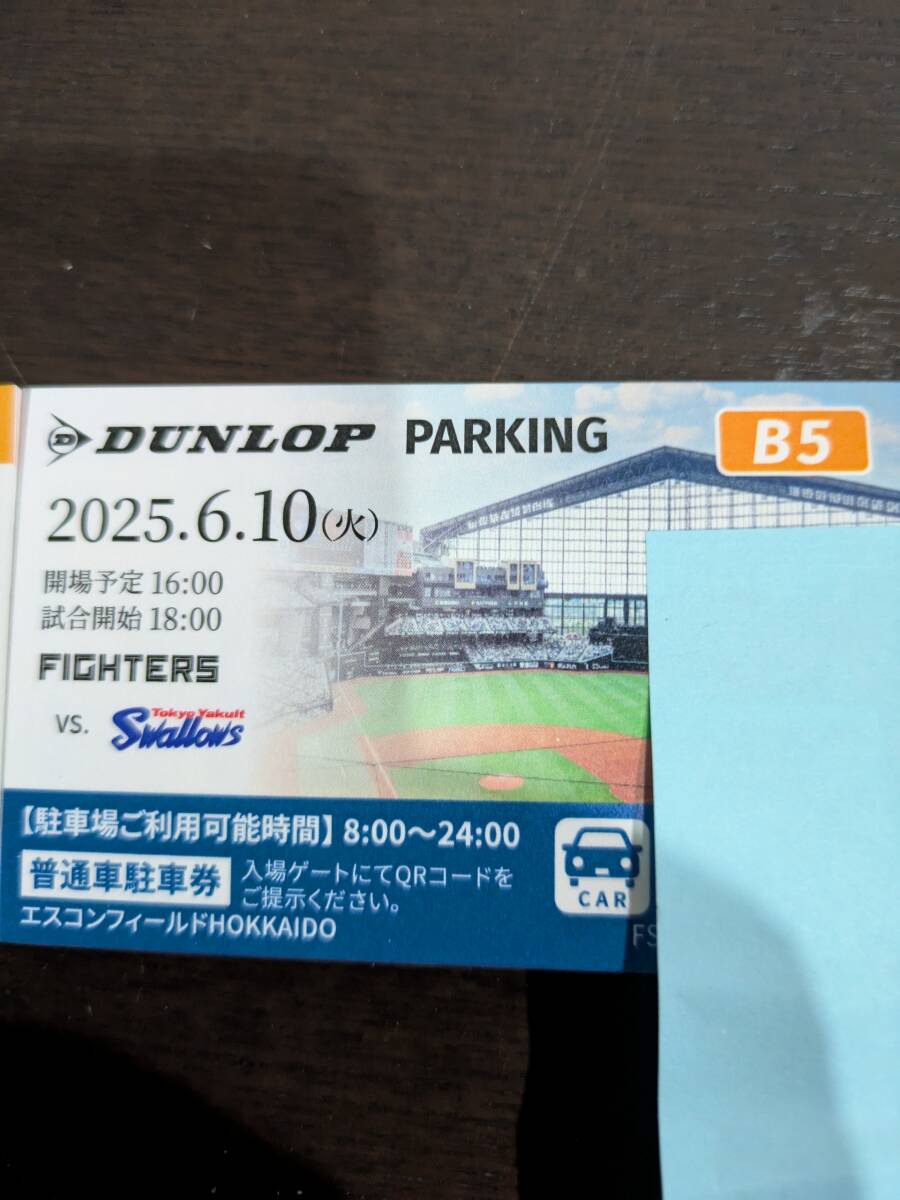 DUNLOP PARKING
B5
2025.6.10(火)
開場予定 16:00
試合開始 18:00
FIGHTERS
VS. Tokyo Yakult Swallows
【駐車場ご利用可能時間】 8:00～24:00
普通車駐車券
入場ゲートにてQRコードを
ご提示ください。
エスコンフィールドHOKKAIDO
CAR
FS